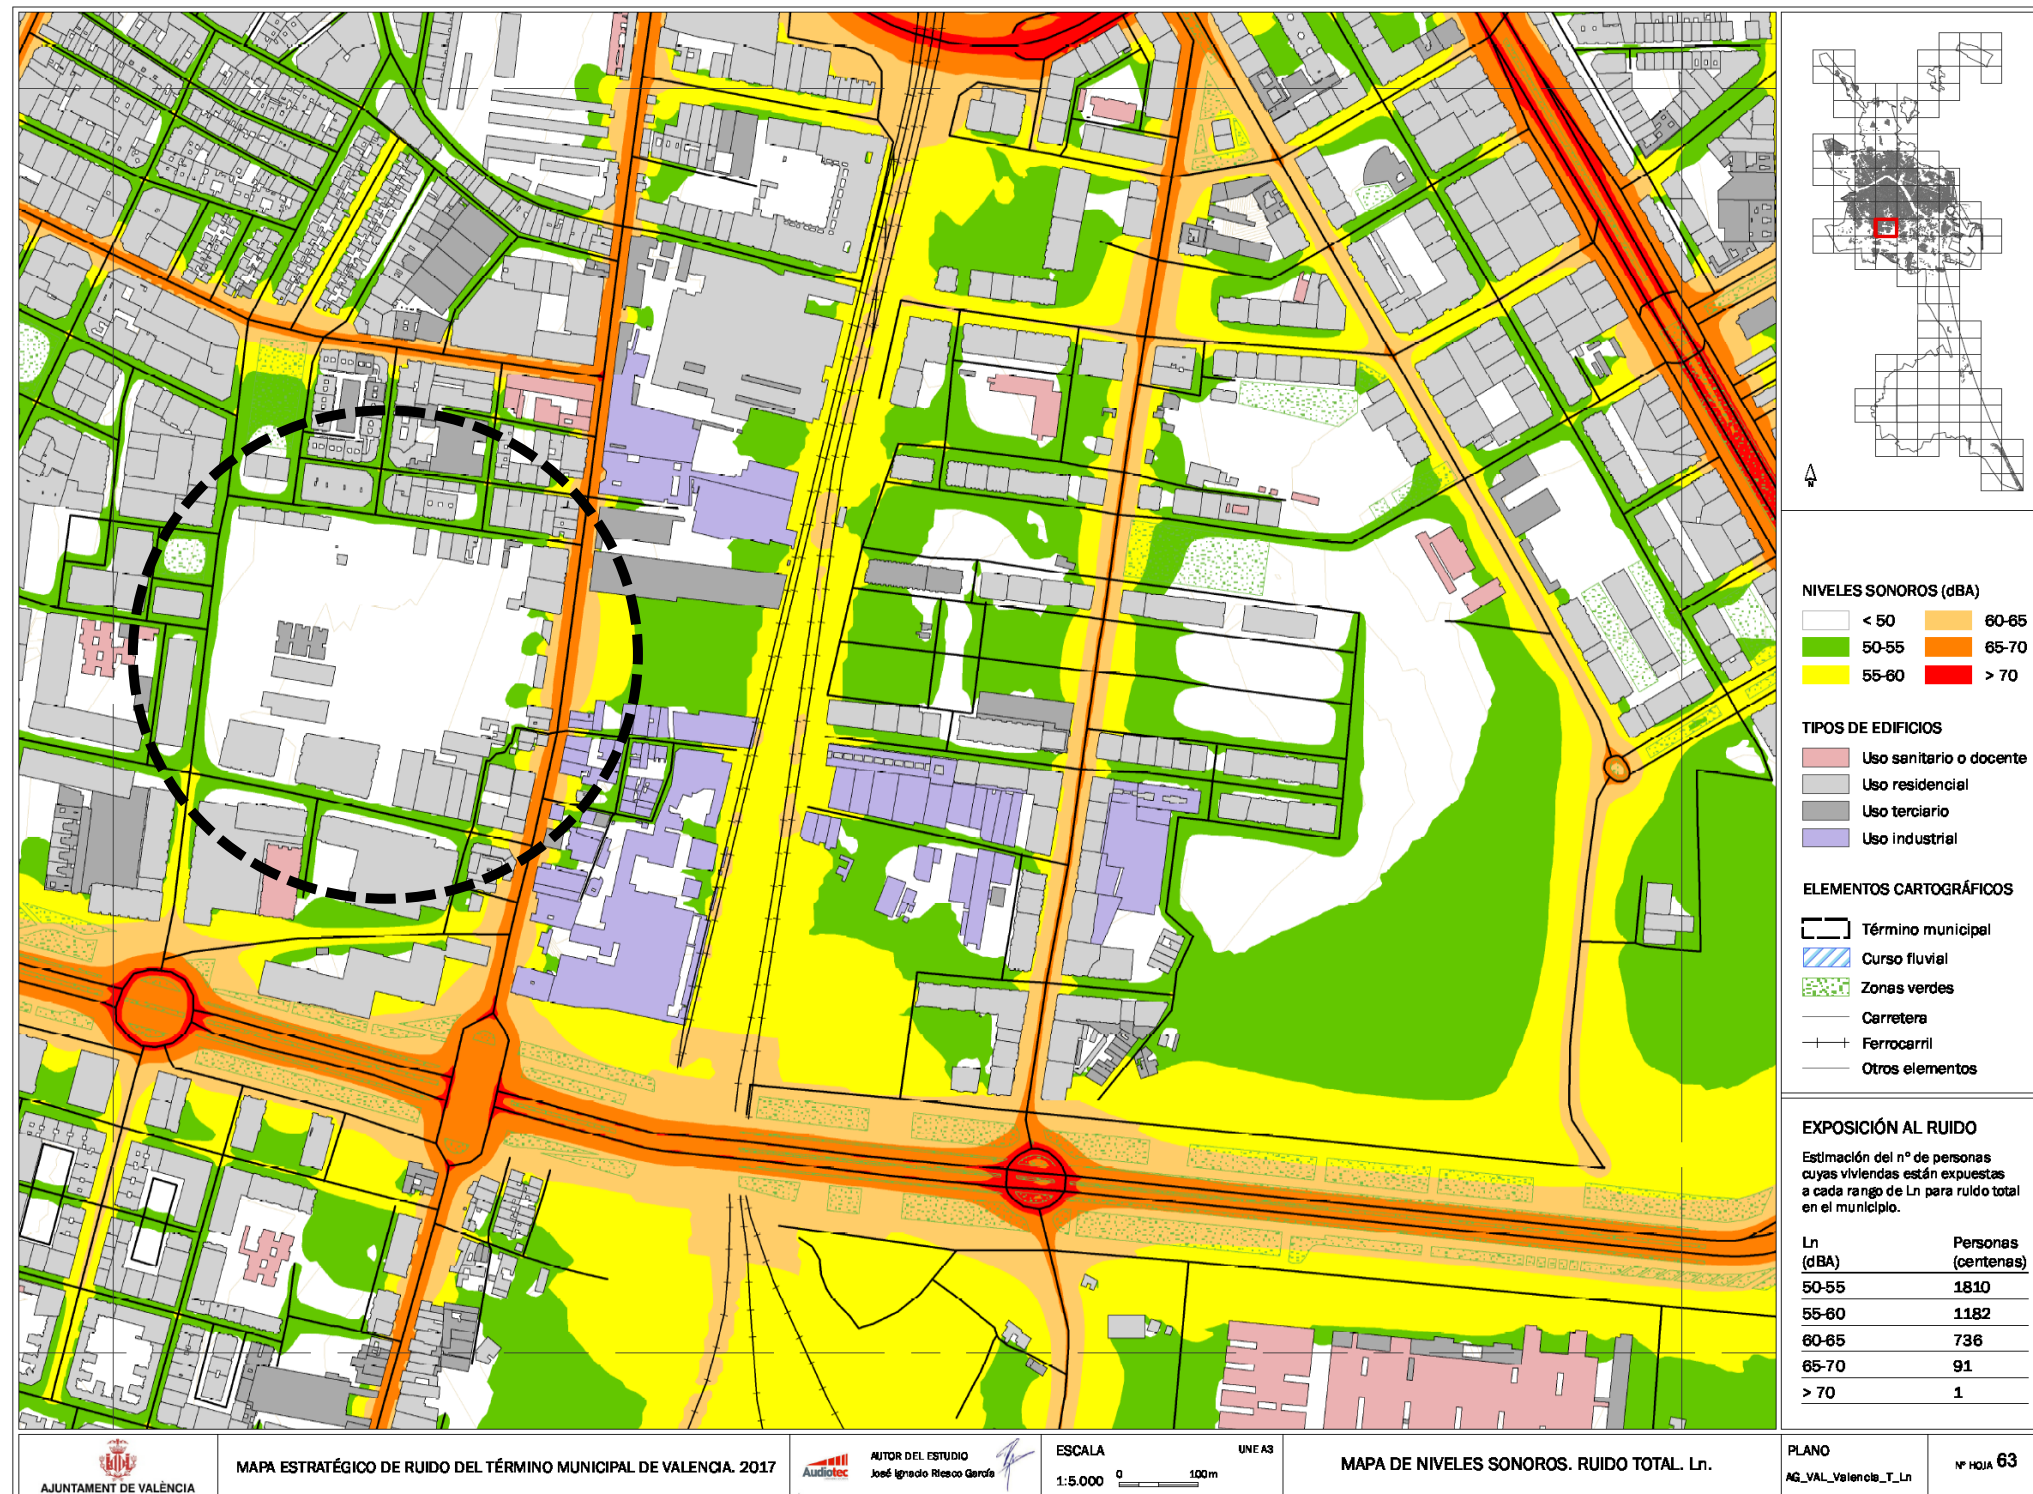 N
NIVELES SONOROS (dBA)
< 50
60-65
50-55
65-70
55-60
> 70
TIPOS DE EDIFICIOS
Uso sanitario o docente
Uso residencial
Uso terciario
Uso industrial
ELEMENTOS CARTOGRÁFICOS
Término municipal
Curso fluvial
Zonas verdes
Carretera
Ferrocarril
Otros elementos
EXPOSICIÓN AL RUIDO
Estimación del nº de personas
cuyas viviendas están expuestas
a cada rango de Ln para ruido total
en el municipio.
Ln Personas
(dBA) (centenas)
50-55 1810
55-60 1182
60-65 736
65-70 91
> 70 1
AJUNTAMENT DE VALÈNCIA
MAPA ESTRATÉGICO DE RUIDO DEL TÉRMINO MUNICIPAL DE VALENCIA. 2017
Audiotec
AUTOR DEL ESTUDIO
José Ignacio Riesco García
ESCALA
UNE A3
1:5.000
0 100 m
MAPA DE NIVELES SONOROS. RUIDO TOTAL. Ln.
PLANO
AG_VAL_Valencia_T_Ln
Nº HOJA 63